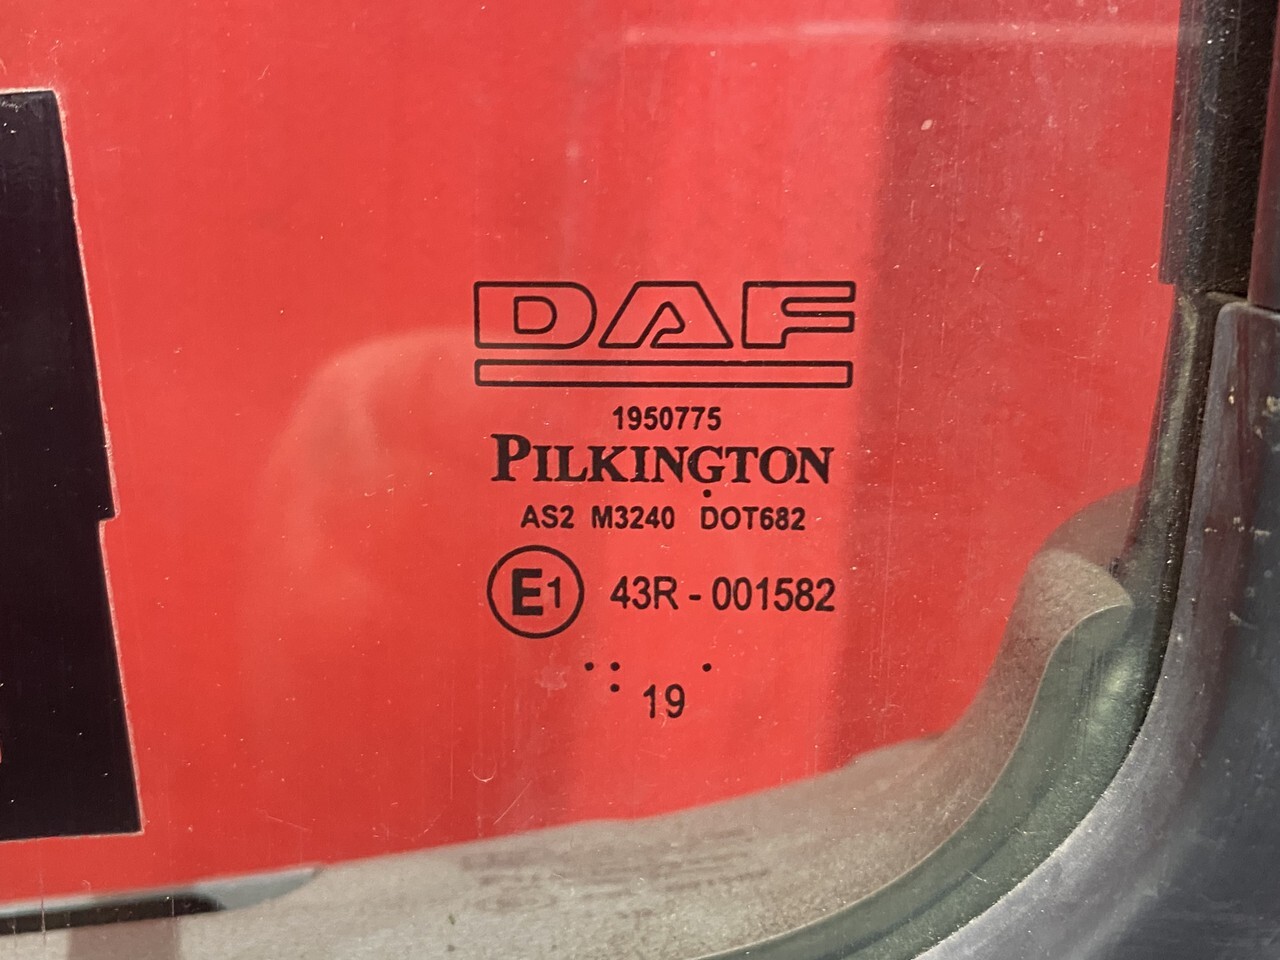 DAF
1950775
PILKINGTON
AS2 M3240 DOT682
E1 43R - 001582
19